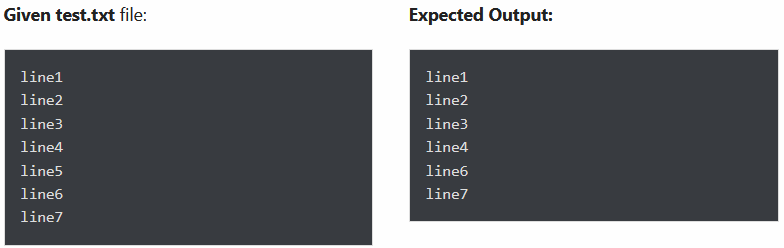 Given test.txt file:
line1
line2
line3
line4
line5
line6
line7
Expected Output:
line1
line2
line3
line4
line6
line7